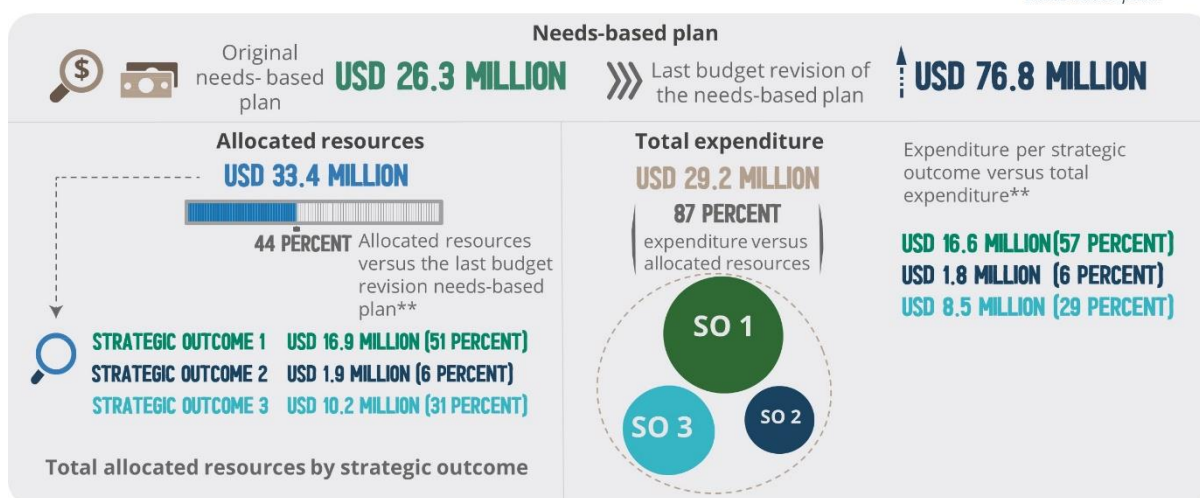 Needs-based plan
Original
needs- based
plan
USD 26.3 MILLION
Last budget revision of
the needs-based plan
USD 76.8 MILLION
Allocated resources
USD 33.4 MILLION
44 PERCENT
Allocated resources
versus the last budget
revision needs-based
plan**
STRATEGIC OUTCOME 1 USD 16.9 MILLION (51 PERCENT)
STRATEGIC OUTCOME 2 USD 1.9 MILLION (6 PERCENT)
STRATEGIC OUTCOME 3 USD 10.2 MILLION (31 PERCENT)
Total allocated resources by strategic outcome
Total expenditure
USD 29.2 MILLION
87 PERCENT
expenditure versus
allocated resources
SO 1
SO 3
SO 2
Expenditure per strategic
outcome versus total
expenditure**
USD 16.6 MILLION(57 PERCENT)
USD 1.8 MILLION (6 PERCENT)
USD 8.5 MILLION (29 PERCENT)